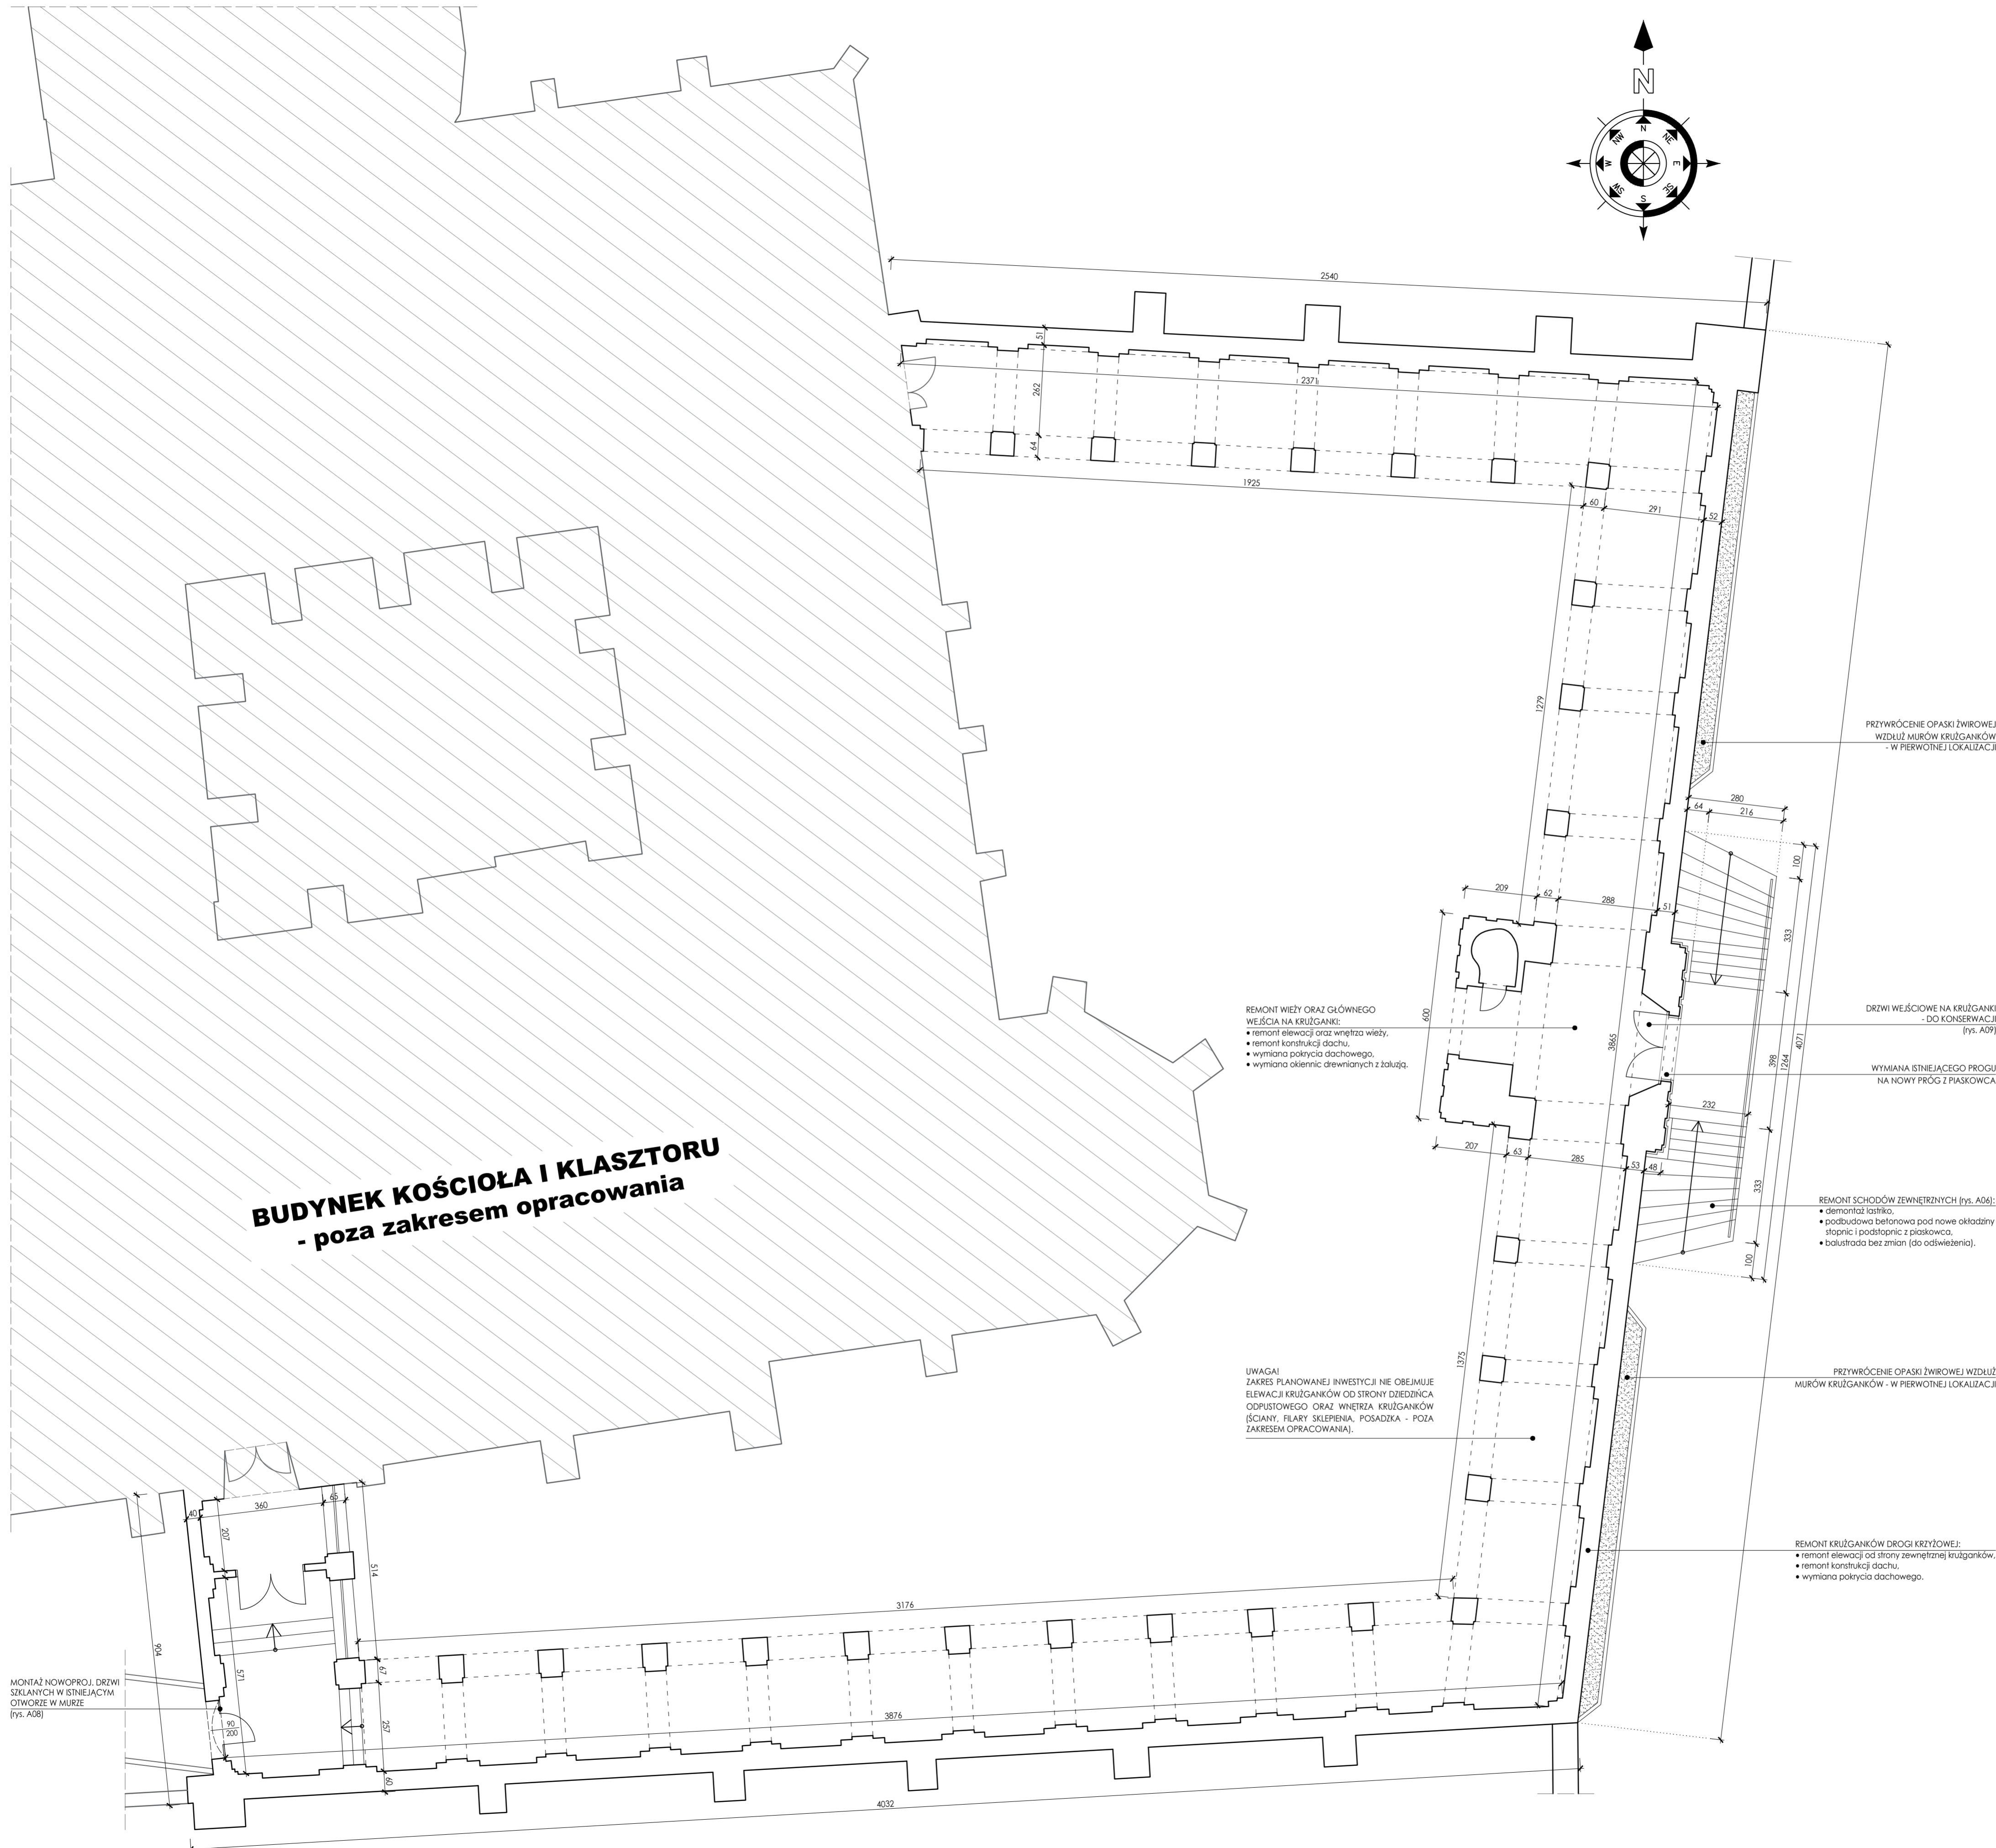 N
N
NE
E
SE
S
SW
W
NW
2540
51
262
64
2371
1925
60
291
52
1279
PRZYWRÓCENIE OPASKI ŻWIROWEJ
WZDŁUŻ MURÓW KRUŻGANKÓW
- W PIERWOTNEJ LOKALIZACJI
280
64
216
100
209
62
288
51
333
600
REMONT WIEŻY ORAZ GŁÓWNEGO
WEJŚCIA NA KRUŻGANKI:
• remont elewacji oraz wnętrza wieży,
• remont konstrukcji dachu,
• wymiana pokrycia dachowego,
• wymiana okiennic drewnianych z żaluzją.
3865
DRZWI WEJŚCIOWE NA KRUŻGANKI
- DO KONSERWACJI
(rys. A09)
398
1264
4071
WYMIANA ISTNIEJĄCEGO PROGU
NA NOWY PRÓG Z PIASKOWCA
232
207
63
285
53
48
333
100
REMONT SCHODÓW ZEWNĘTRZNYCH (rys. A06):
• demontaż lastriko,
• podbudowa betonowa pod nowe okładziny
stopnic i podstopnic z piaskowca,
• balustrada bez zmian (do odświeżenia).
BUDYNEK KOŚCIOŁA I KLASZTORU
- poza zakresem opracowania
1375
UWAGA!
ZAKRES PLANOWANEJ INWESTYCJI NIE OBEJMUJE
ELEWACJI KRUŻGANKÓW OD STRONY DZIEDZIŃCA
ODPUSTOWEGO ORAZ WNĘTRZA KRUŻGANKÓW
(ŚCIANY, FILARY SKLEPIENIA, POSADZKA - POZA
ZAKRESEM OPRACOWANIA).
PRZYWRÓCENIE OPASKI ŻWIROWEJ WZDŁUŻ
MURÓW KRUŻGANKÓW - W PIERWOTNEJ LOKALIZACJI
REMONT KRUŻGANKÓW DROGI KRZYŻOWEJ:
• remont elewacji od strony zewnętrznej krużganków,
• remont konstrukcji dachu,
• wymiana pokrycia dachowego.
40
360
65
207
514
904
571
67
257
60
3176
3876
4032
90
200
MONTAŻ NOWOPROJ. DRZWI
SZKLANYCH W ISTNIEJĄCYM
OTWORZE W MURZE
(rys. A08)